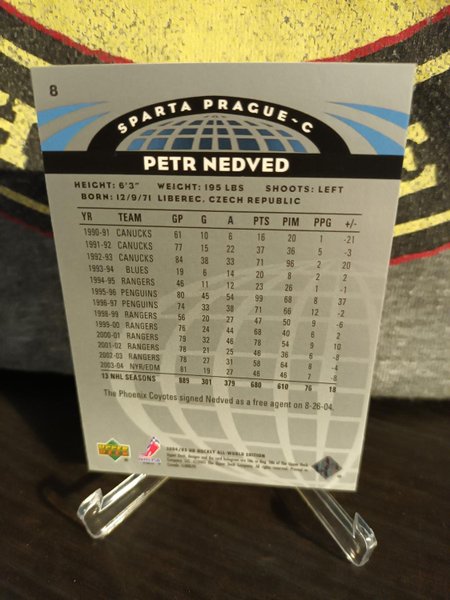 8
SPARTA PRAGUE-C
PETR NEDVED
HEIGHT: 6'3" WEIGHT: 195 LBS SHOOTS: LEFT
BORN: 12/9/71 LIBEREC, CZECH REPUBLIC
YR TEAM GP G A PTS PIM PPG +/-
1990-91 CANUCKS 61 10 6 16 20 1 -21
1991-92 CANUCKS 77 15 22 37 36 5 -3
1992-93 CANUCKS 84 38 33 71 96 2 20
1993-94 BLUES 19 6 14 20 8 2 2
1994-95 RANGERS 46 11 12 23 26 1 -1
1995-96 PENGUINS 80 45 54 99 68 8 37
1996-97 PENGUINS 74 33 38 71 66 12 -2
1998-99 RANGERS 56 20 27 47 50 9 -6
1999-00 RANGERS 76 24 44 68 40 6 2
2000-01 RANGERS 79 32 46 78 54 9 10
2001-02 RANGERS 78 21 25 46 36 6 -8
2002-03 RANGERS 78 27 31 58 64 8 -4
2003-04 NYR/EDM 81 19 27 46 46 7 -8
13 NHL SEASONS 889 301 379 680 610 76 18
The Phoenix Coyotes signed Nedved as a free agent on 8-26-04.
2004/05 UD HOCKEY ALL-WORLD EDITION